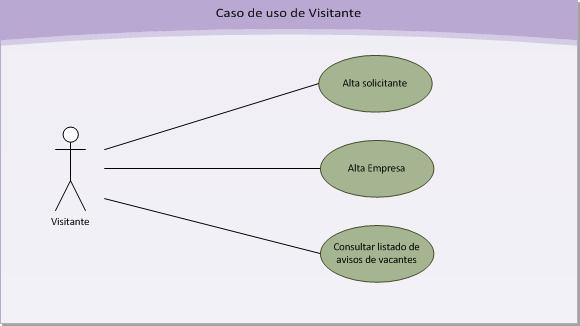 Caso de uso de Visitante
Alta solicitante
Alta Empresa
Visitante
Consultar listado de
avisos de vacantes